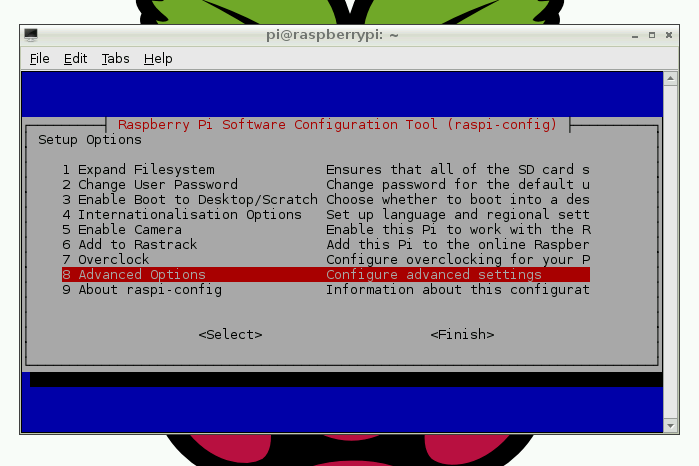 pi@raspberrypi: ~
File Edit Tabs Help
Raspberry Pi Software Configuration Tool (raspi-config)
Setup Options
1 Expand Filesystem Ensures that all of the SD card s
2 Change User Password Change password for the default u
3 Enable Boot to Desktop/Scratch Choose whether to boot into a des
4 Internationalisation Options Set up language and regional sett
5 Enable Camera Enable this Pi to work with the R
6 Add to Rastrack Add this Pi to the online Raspber
7 Overclock Configure overclocking for your P
8 Advanced Options Configure advanced settings
9 About raspi-config Information about this configurat
<Select> <Finish>